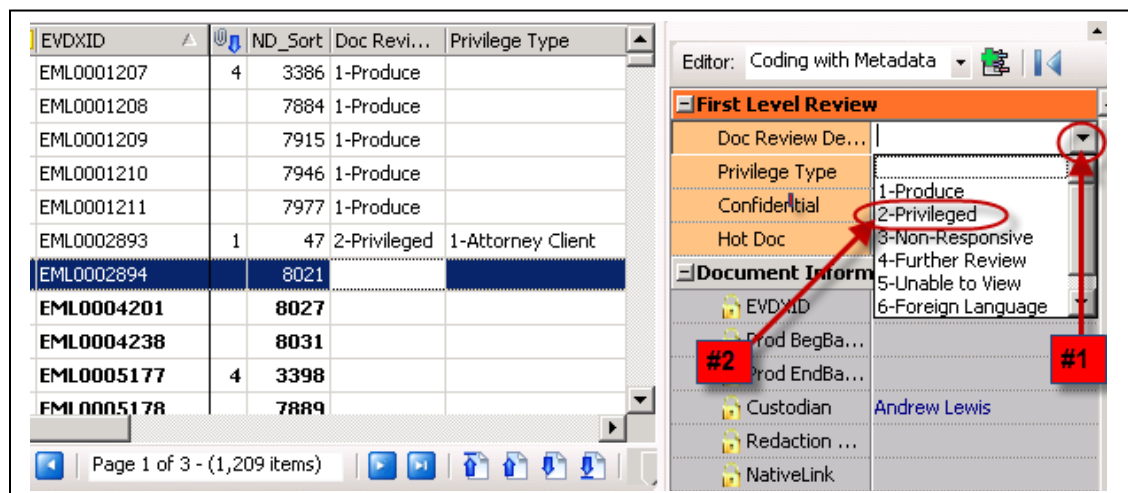 EVDXID ND_Sort Doc Revi... Privilege Type
EML0001207 4 3386 1-Produce
EML0001208 7884 1-Produce
EML0001209 7915 1-Produce
EML0001210 7946 1-Produce
EML0001211 7977 1-Produce
EML0002893 1 47 2-Privileged 1-Attorney Client
EML0002894 8021
EML0004201 8027
EML0004238 8031
EML0005177 4 3398
EML0005178 7889
Page 1 of 3 - (1,209 items)
Editor: Coding with Metadata
First Level Review
Doc Review De...
Privilege Type
Confidential
Hot Doc
1-Produce
2-Privileged
3-Non-Responsive
4-Further Review
5-Unable to View
6-Foreign Language
Document Inform
EVDXID
Prod BegBa...
#2
#1
Prod EndBa...
Custodian Andrew Lewis
Redaction ...
NativeLink